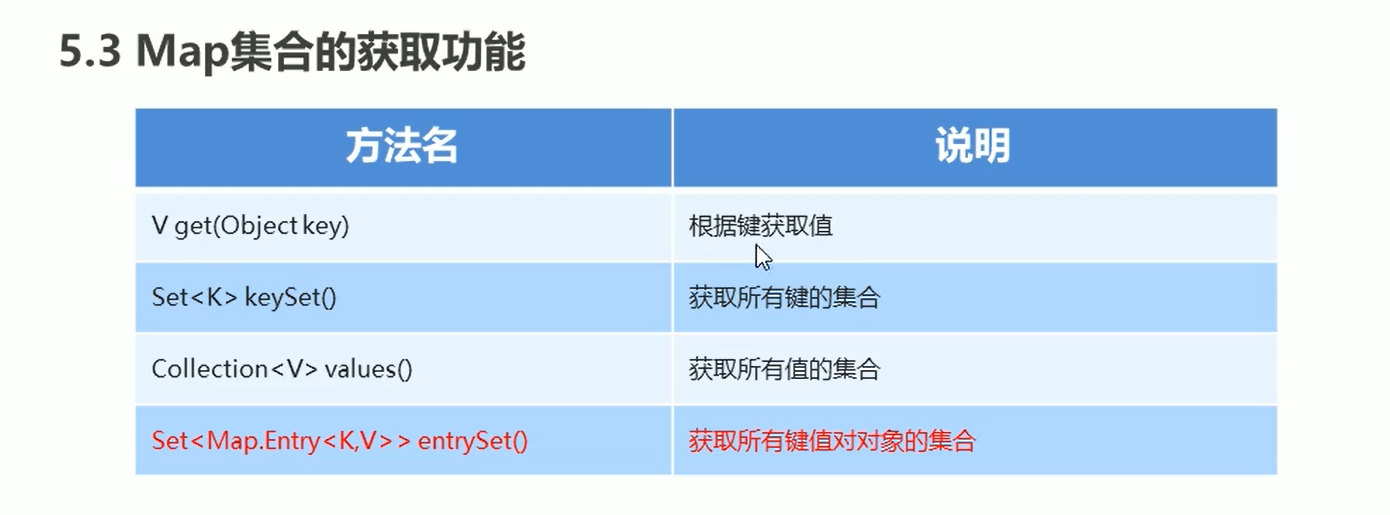 5.3 Map集合的获取功能
方法名 说明
V get(Object key) 根据键获取值
Set<K> keySet() 获取所有键的集合
Collection<V> values() 获取所有值的集合
Set<Map.Entry<K,V>> entrySet() 获取所有键值对对象的集合